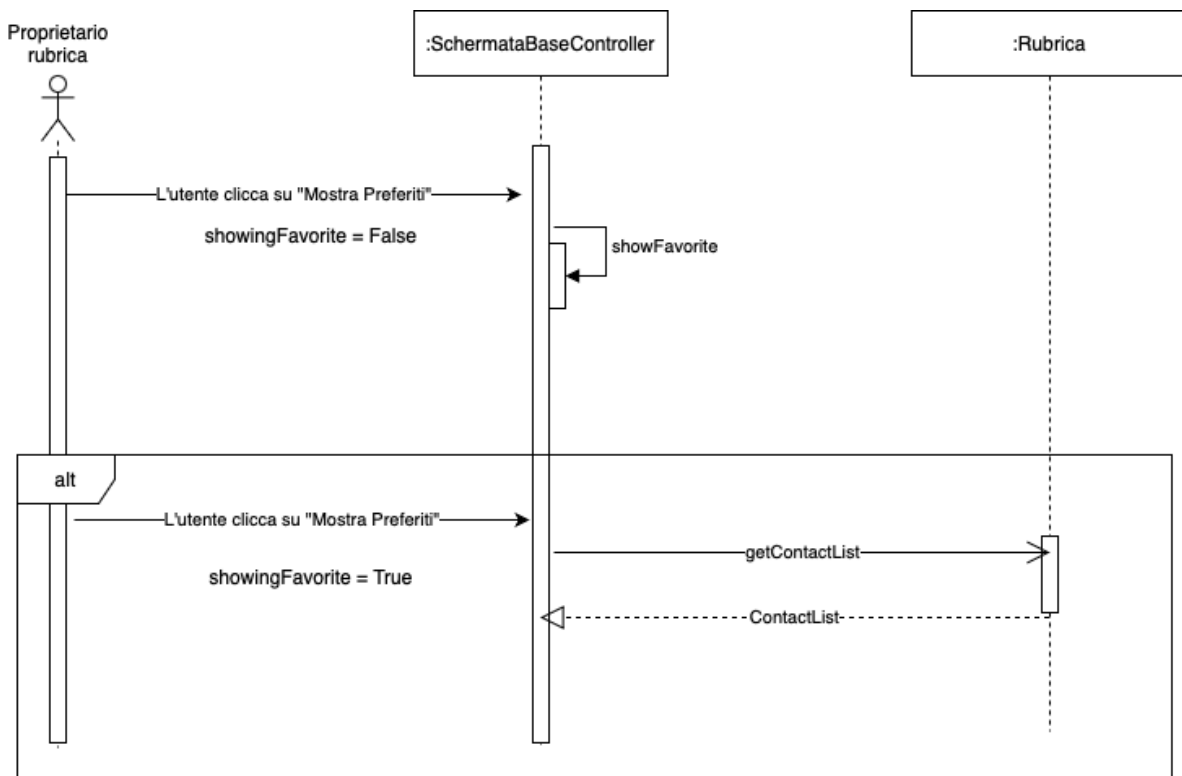 Proprietario
rubrica
:SchermataBaseController
:Rubrica
L'utente clicca su "Mostra Preferiti"
showingFavorite = False
showFavorite
alt
L'utente clicca su "Mostra Preferiti"
getContactList
showingFavorite = True
ContactList